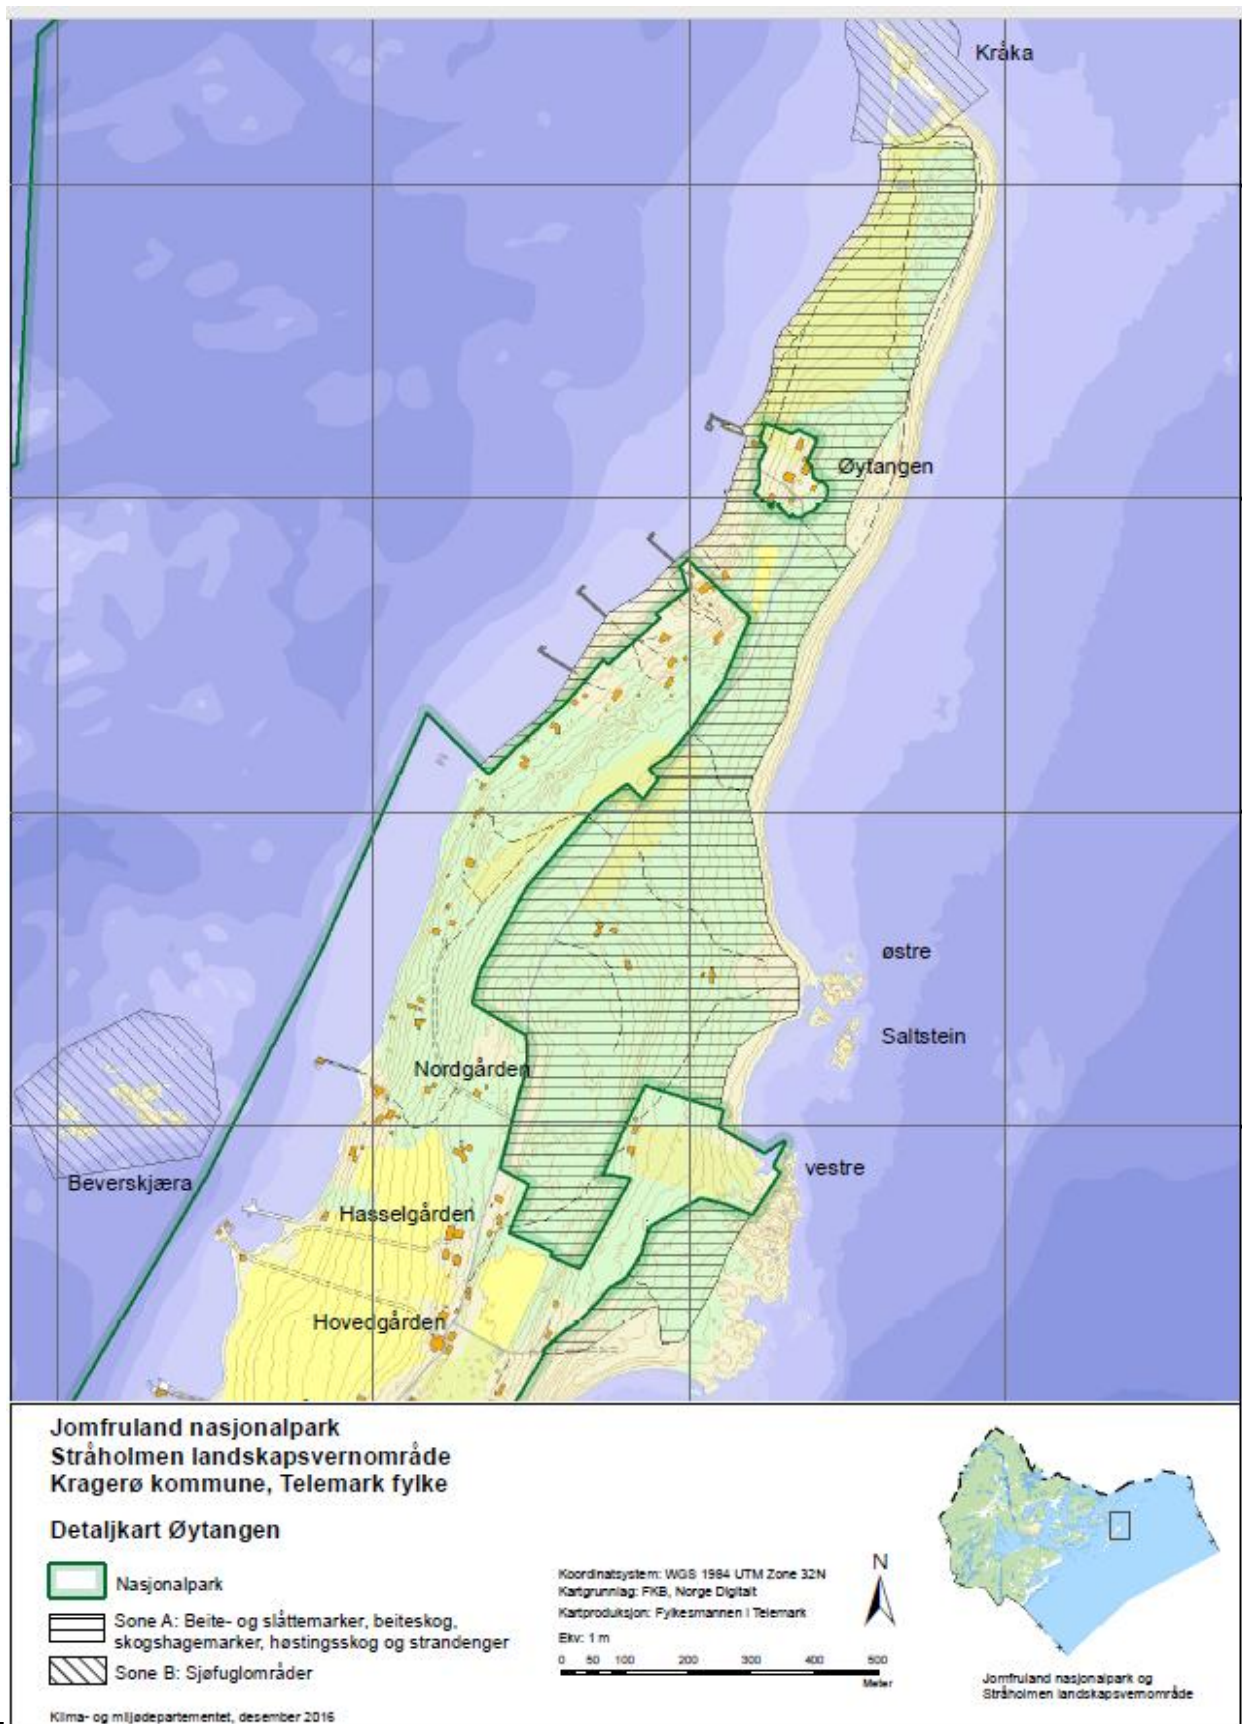 Kråka
Øytangen
østre
Saltstein
Nordgården
vestre
Beverskjæra
Hasselgården
Hovedgården
Jomfruland nasjonalpark
Stråholmen landskapsvernområde
Kragerø kommune, Telemark fylke
Detaljkart Øytangen
Nasjonalpark
Sone A: Beite- og slåttemarker, beiteskog,
skogshagemarker, høstingsskog og strandenger
Sone B: Sjøfuglområder
Klima- og miljødepartementet, desember 2016
Koordinatsystem: WGS 1984 UTM Zone 32N
Kartgrunnlag: FKB, Norge Digitalt
Kartproduksjon: Fylkesmannen i Telemark
Ekv: 1 m
0 50 100 200 300 400 500
Meter
N
Jomfruland nasjonalpark og
Stråholmen landskapsvernområde